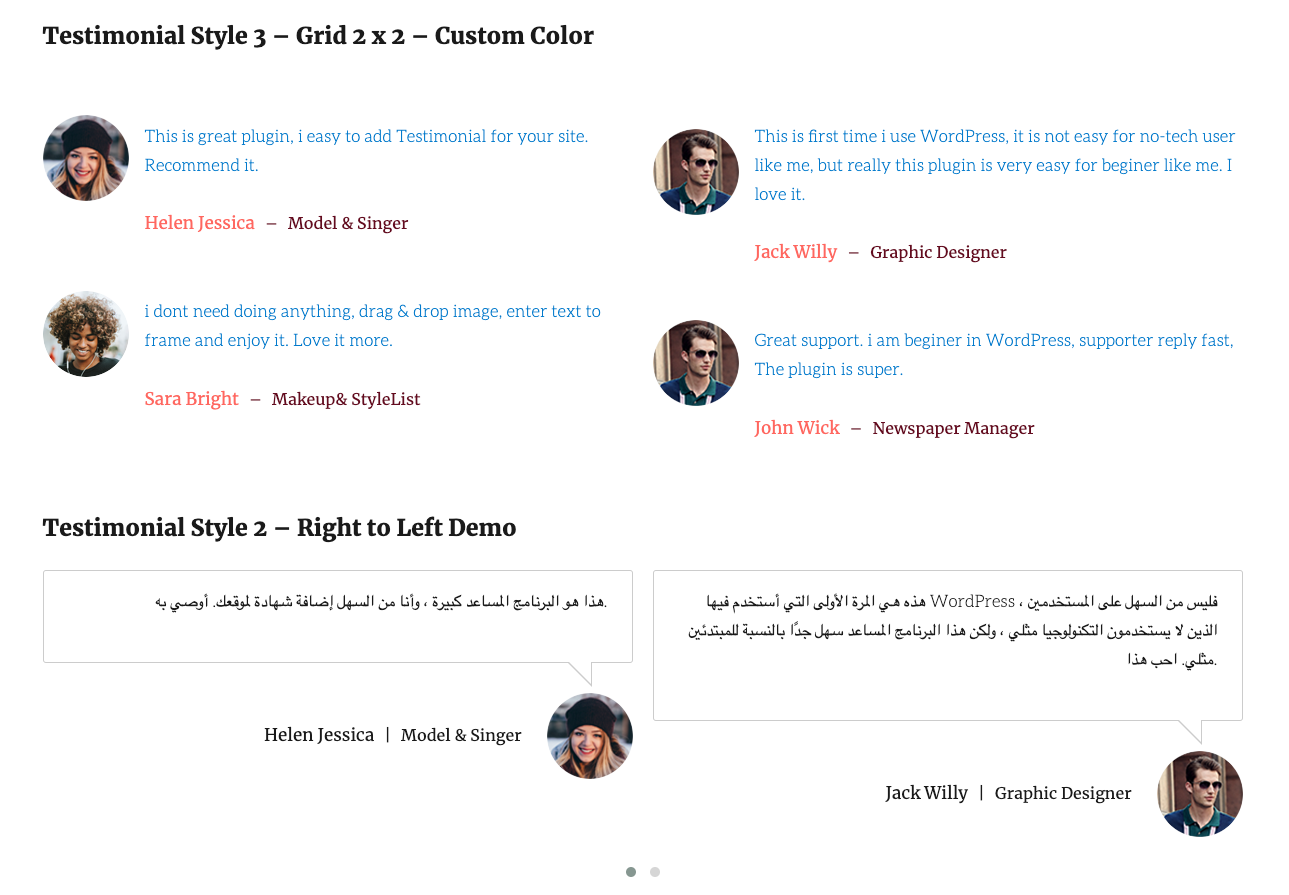 Testimonial Style 3 – Grid 2 x 2 – Custom Color
This is great plugin, i easy to add Testimonial for your site.
Recommend it.
Helen Jessica – Model & Singer
This is first time i use WordPress, it is not easy for no-tech user
like me, but really this plugin is very easy for beginer like me. I
love it.
Jack Willy – Graphic Designer
i dont need doing anything, drag & drop image, enter text to
frame and enjoy it. Love it more.
Sara Bright – Makeup& StyleList
Great support. i am beginer in WordPress, supporter reply fast,
The plugin is super.
John Wick – Newspaper Manager
Testimonial Style 2 – Right to Left Demo
هذا هو البرنامج المساعد كبيرة ، وأنا من السهل إضافة شهادة لموقعك. أوصي به.
Helen Jessica | Model & Singer
فليس من السهل على المستخدمين ، WordPress هذه هي المرة الأولى التي أستخدم فيها
الذين لا يستخدمون التكنولوجيا مثلي ، ولكن هذا البرنامج المساعد سهل جدًا بالنسبة للمبتدئين
.مثلي. احب هذا
Jack Willy | Graphic Designer